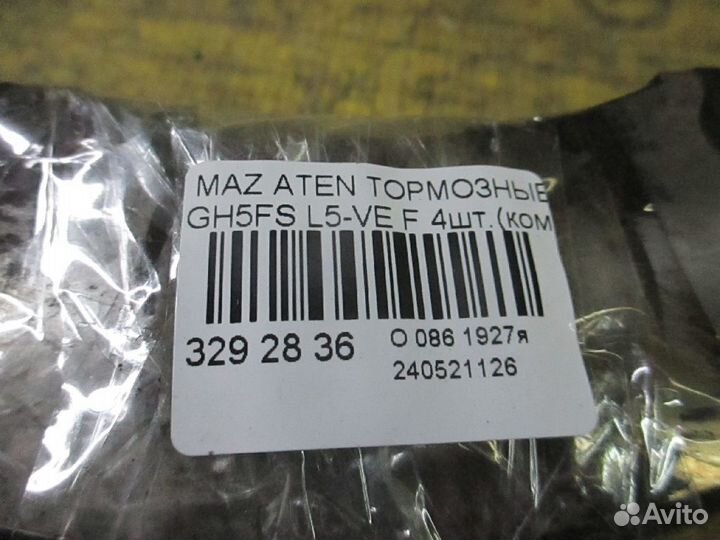 MAZ ATEN ТОРМОЗНЫЕ
GH5FS L5-VE F 4шт.(ком
329 28 36
О 086 1927я
240521126
Avito